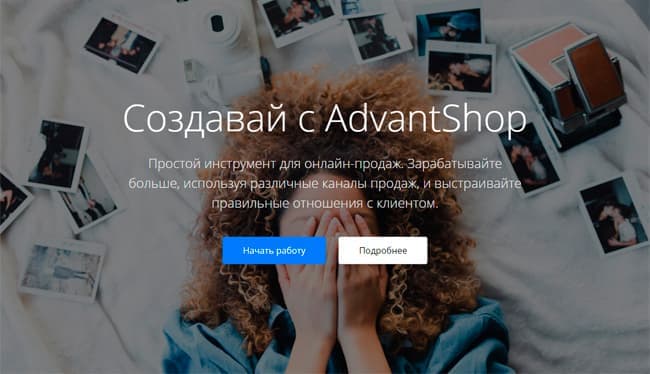 Создавай с AdvantShop
Простой инструмент для онлайн-продаж. Зарабатывайте
больше, используя различные каналы продаж, и выстраивайте
правильные отношения с клиентом.
Начать работу
Подробнее